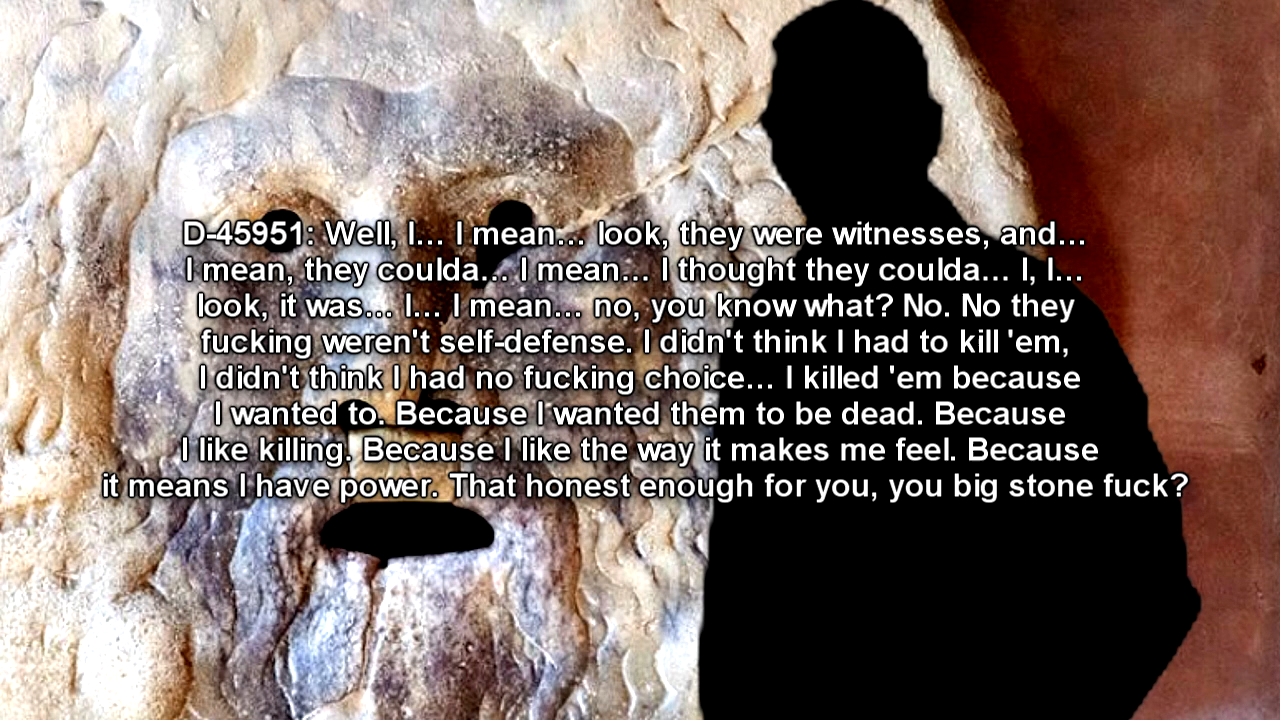 D-45951: Well, I... I mean... look, they were witnesses, and...
I mean, they coulda... I mean... I thought they coulda... I, I...
look, it was... I... I mean... no, you know what? No. No they
fucking weren't self-defense. I didn't think I had to kill 'em,
I didn't think I had no fucking choice... I killed 'em because
I wanted to. Because I wanted them to be dead. Because
I like killing. Because I like the way it makes me feel. Because
it means I have power. That honest enough for you, you big stone fuck?